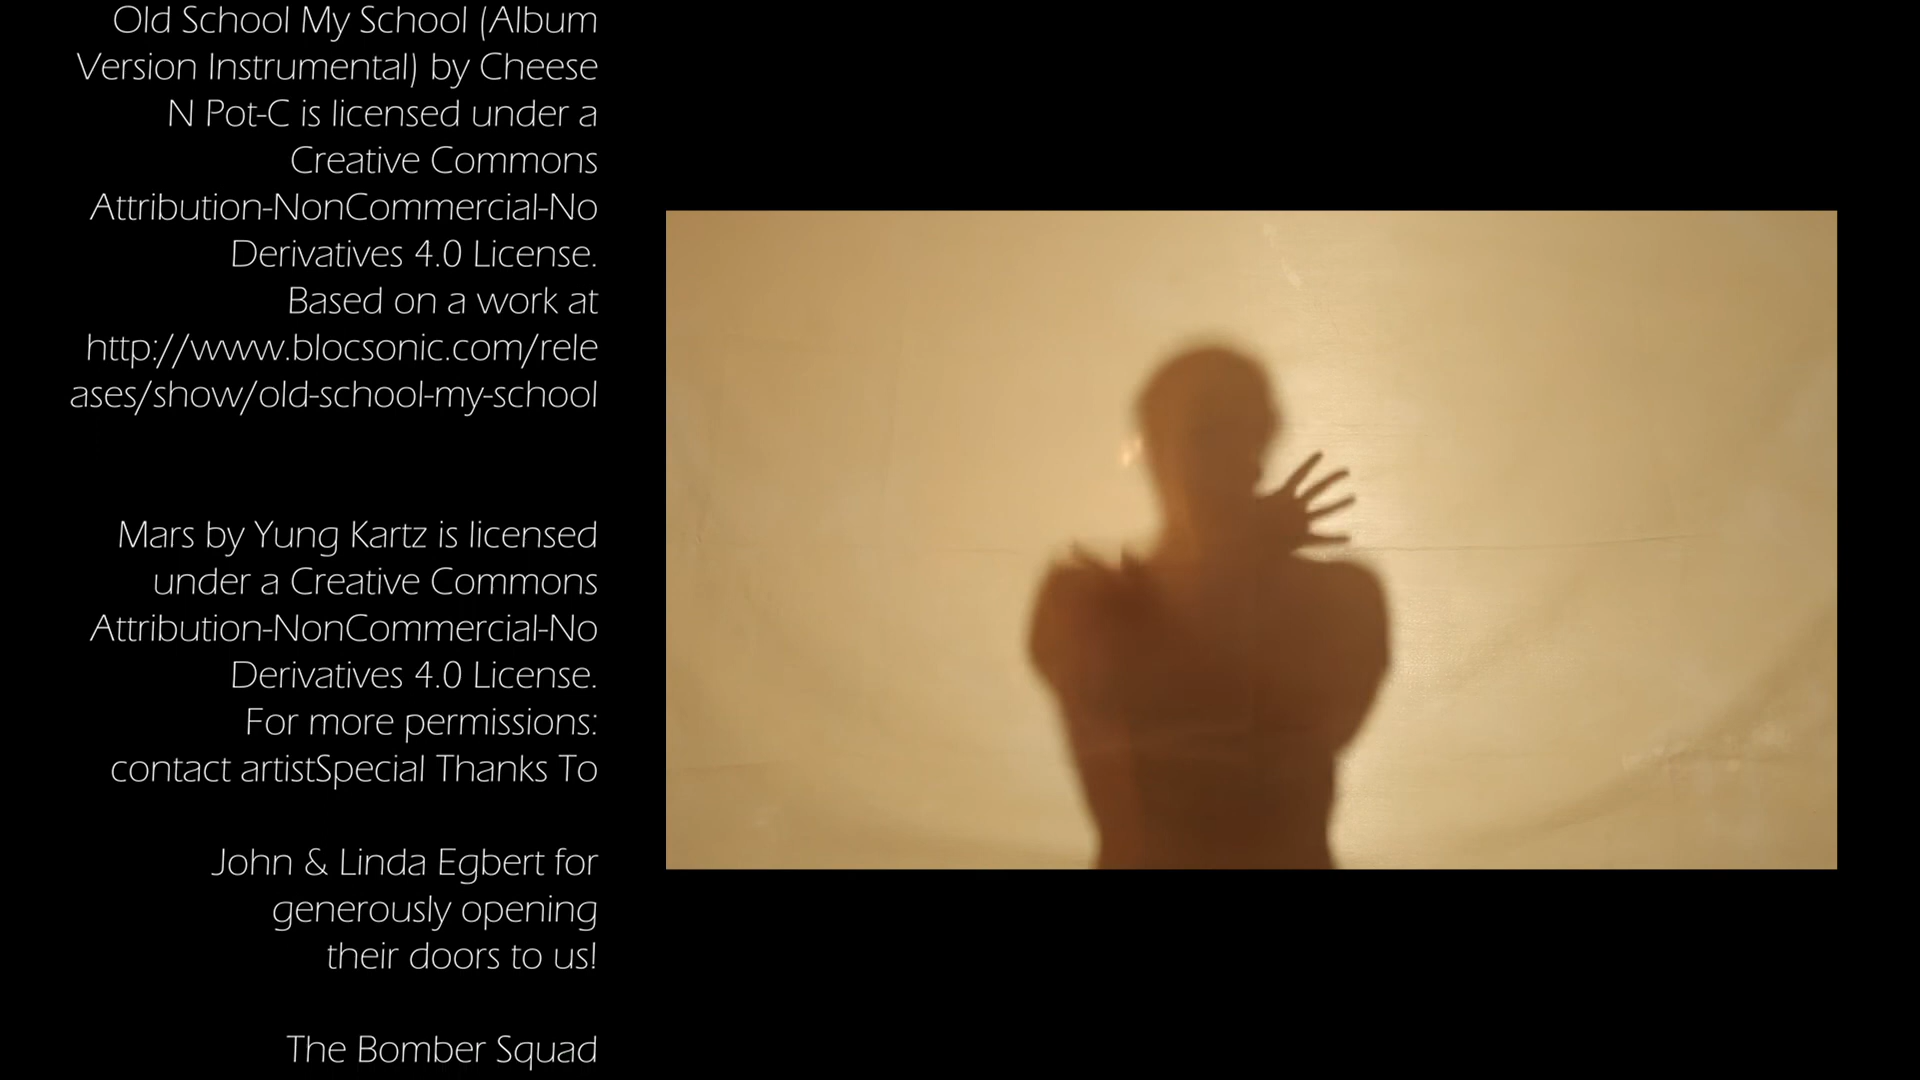 Old School My School (Album
Version Instrumental) by Cheese
N Pot-C is licensed under a
Creative Commons
Attribution-NonCommercial-No
Derivatives 4.0 License.
Based on a work at
http://www.blocsonic.com/rele
ases/show/old-school-my-school
Mars by Yung Kartz is licensed
under a Creative Commons
Attribution-NonCommercial-No
Derivatives 4.0 License.
For more permissions:
contact artistSpecial Thanks To
John & Linda Egbert for
generously opening
their doors to us!
The Bomber Squad